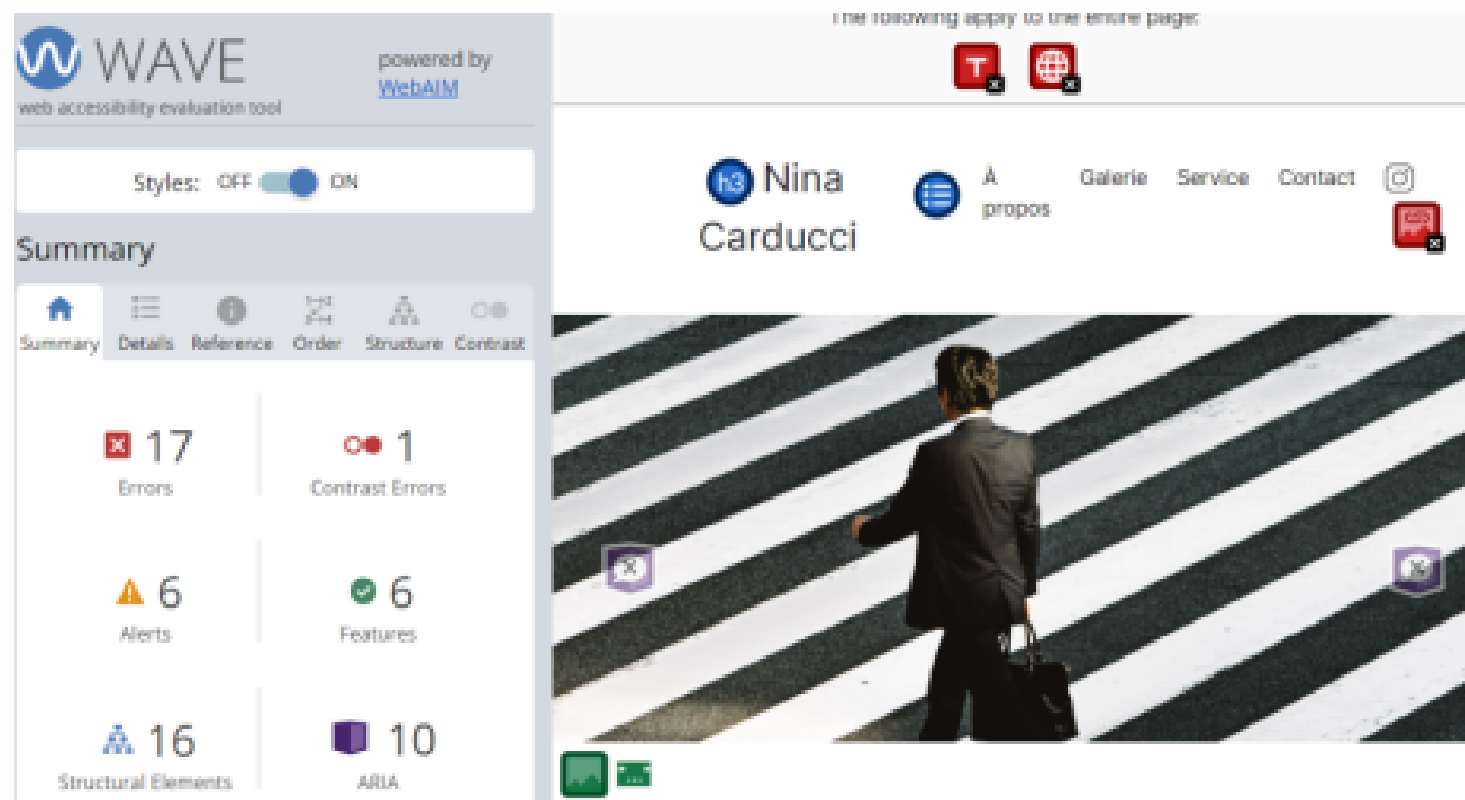 WAVE
powered by
WebAIM
web accessibility evaluation tool
Styles: OFF ON
Summary
Summary Details Reference Order Structure Contrast
17
Errors
1
Contrast Errors
6
Alerts
6
Features
16
Structural Elements
10
ARIA
The following apply to the entire page:
T
h3 Nina
Carducci
À
propos
Galerie Service Contact